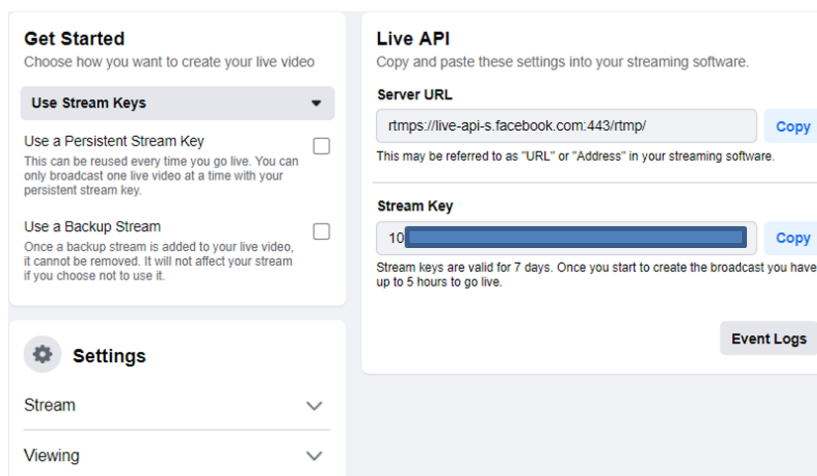 Get Started
Choose how you want to create your live video
Use Stream Keys
Use a Persistent Stream Key
This can be reused every time you go live. You can
only broadcast one live video at a time with your
persistent stream key.
Use a Backup Stream
Once a backup stream is added to your live video,
it cannot be removed. It will not affect your stream
if you choose not to use it.
Settings
Stream
Viewing
Live API
Copy and paste these settings into your streaming software.
Server URL
rtmps://live-api-s.facebook.com:443/rtmp/
Copy
This may be referred to as "URL" or "Address" in your streaming software.
Stream Key
10
Copy
Stream keys are valid for 7 days. Once you start to create the broadcast you have
up to 5 hours to go live.
Event Logs